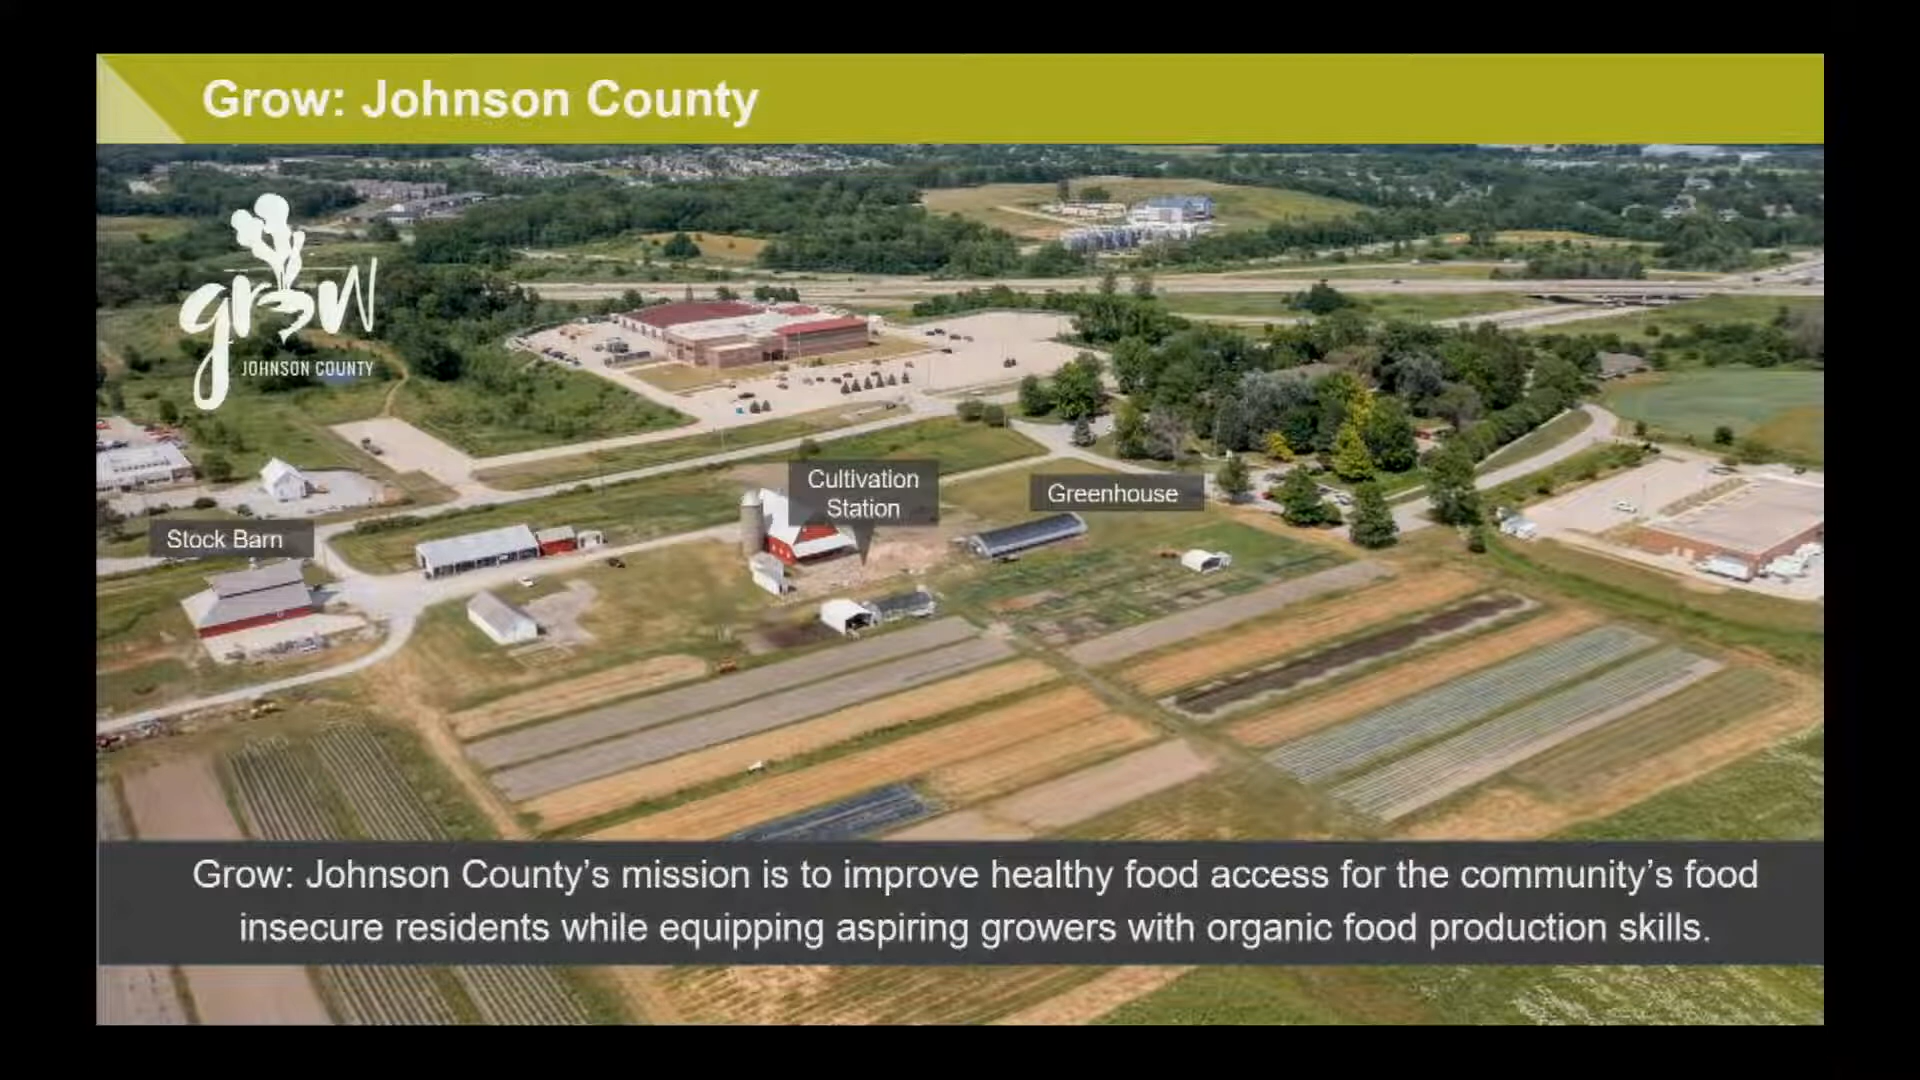 Grow: Johnson County
grow
JOHNSON COUNTY
Cultivation
Station
Greenhouse
Stock Barn
Grow: Johnson County’s mission is to improve healthy food access for the community’s food
insecure residents while equipping aspiring growers with organic food production skills.